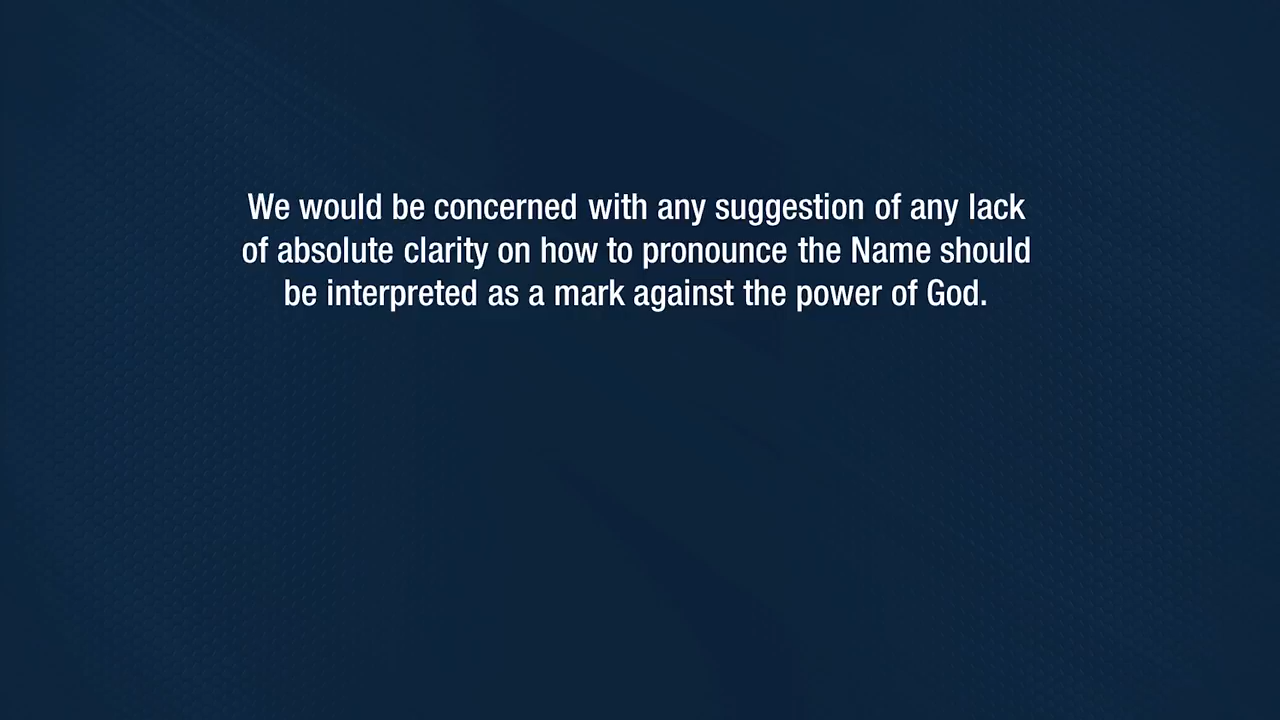 We would be concerned with any suggestion of any lack
of absolute clarity on how to pronounce the Name should
be interpreted as a mark against the power of God.